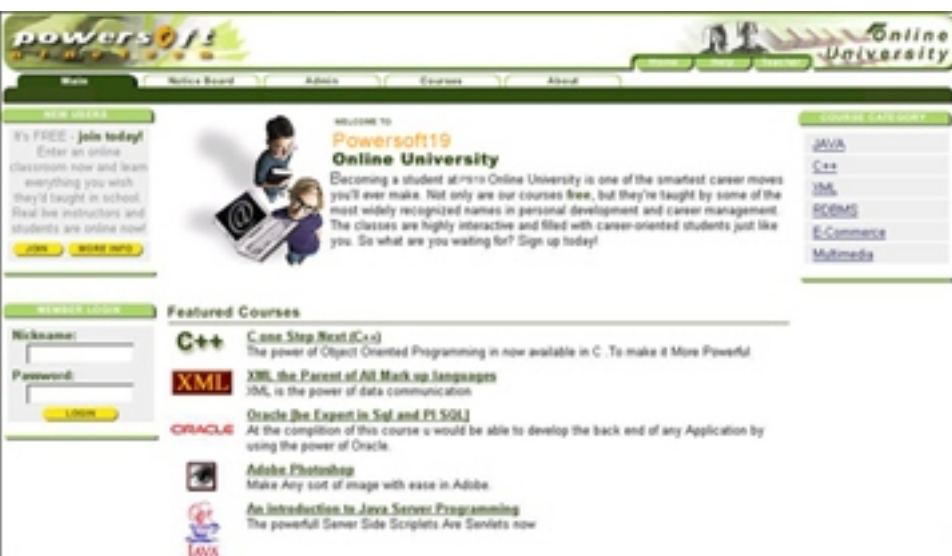 powersoft
Online
University
Home Help Teacher
Main Notice Board Admin Courses About
NEW USERS
It's FREE - join today!
Enter an online
classroom now and learn
everything you wish
they'd taught in school.
Real live instructors and
students are online now!
JOIN MORE INFO
MEMBER LOGIN
Nickname:
Password:
LOGIN
WELCOME TO
Powersoft19
Online University
Becoming a student at PS19 Online University is one of the smartest career moves
you'll ever make. Not only are our courses free, but they're taught by some of the
most widely recognized names in personal development and career management.
The classes are highly interactive and filled with career-oriented students just like
you. So what are you waiting for? Sign up today!
Featured Courses
C++
C one Step Next (C++)
The power of Object Oriented Programming in now available in C .To make it More Powerful
XML
XML the Parent of All Mark up languages
XML is the power of data communication
ORACLE
Oracle [be Expert in Sql and Pl SQL]
At the complition of this course u would be able to develop the back end of any Application by
using the power of Oracle.
Adobe Photoshop
Make Any sort of image with ease in Adobe.
JAVA
An introduction to Java Server Programming
The powerfull Server Side Scriplets Are Servlets now
COURSE CATEGORY
JAVA
C++
XML
RDBMS
E-Commerce
Multimedia